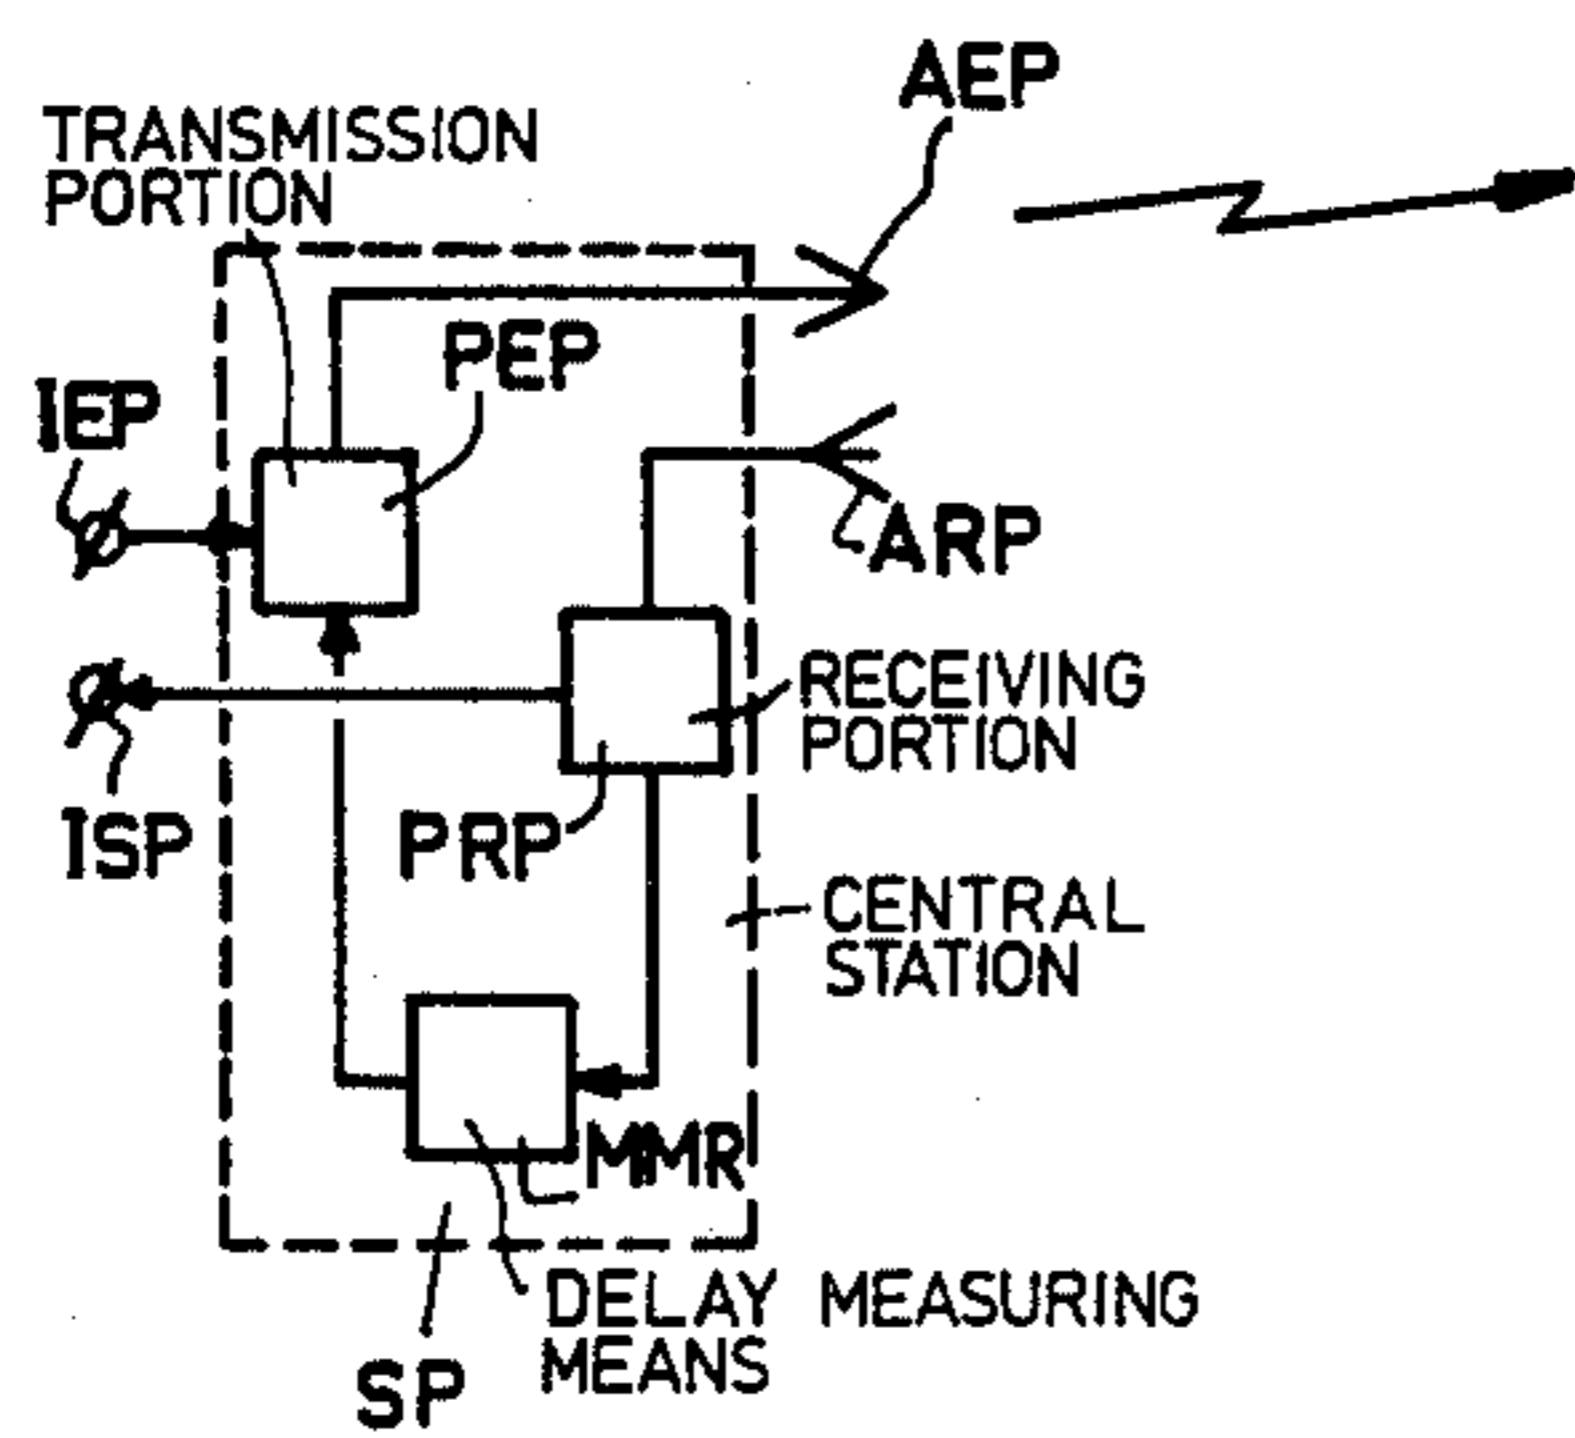 AEP
TRANSMISSION
PORTION
PEP
IEP
ARP
RECEIVING
PORTION
ISP
PRP
CENTRAL
STATION
MMR
DELAY MEASURING
MEANS
SP